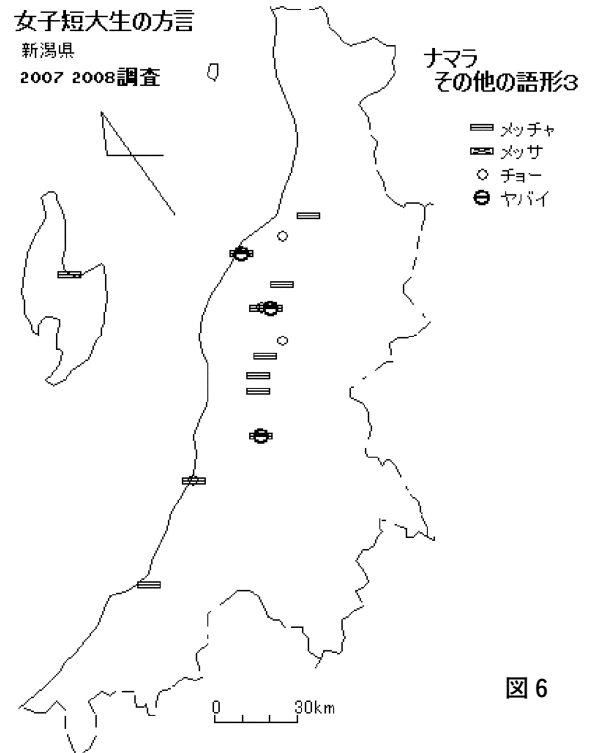 女子短大生の方言
新潟県
2007 2008調査
ナマラ
その他の語形3
メッチャ
メッサ
チョー
ヤバイ
0 30km
図6